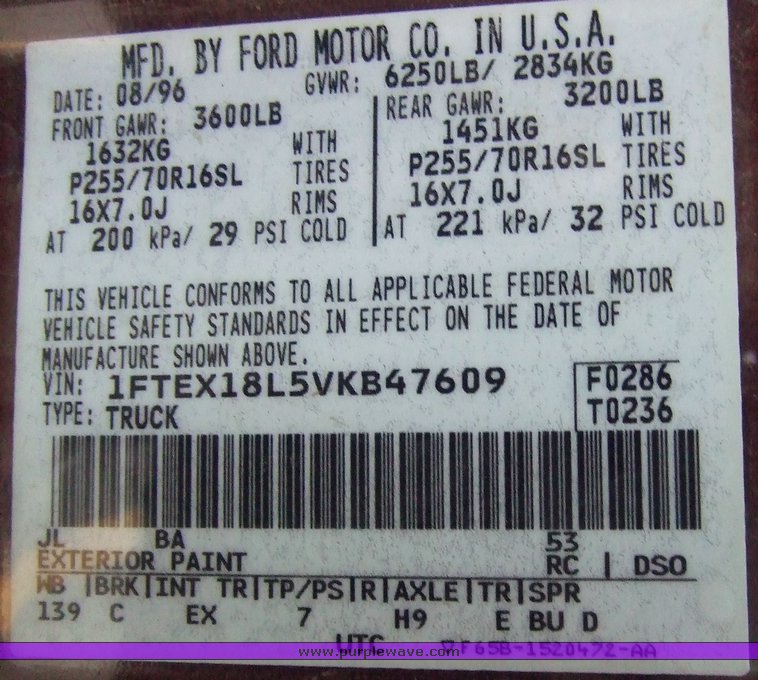 MFD. BY FORD MOTOR CO. IN U.S.A.
DATE: 08/96 GVWR: 6250LB/ 2834KG
FRONT GAWR: 3600LB
1632KG WITH
P255/70R16SL TIRES
16X7.0J RIMS
AT 200 kPa/ 29 PSI COLD
REAR GAWR: 3200LB
1451KG WITH
P255/70R16SL TIRES
16X7.0J RIMS
AT 221 kPa/ 32 PSI COLD
THIS VEHICLE CONFORMS TO ALL APPLICABLE FEDERAL MOTOR
VEHICLE SAFETY STANDARDS IN EFFECT ON THE DATE OF
MANUFACTURE SHOWN ABOVE.
VIN: 1FTEX18L5VKB47609 F0286
TYPE: TRUCK T0236
JL BA 53
EXTERIOR PAINT RC | DSO
WB |BRK|INT TR|TP/PS|R|AXLE|TR|SPR
139 C EX 7 H9 E BU D
UTC
www.purplewave.com